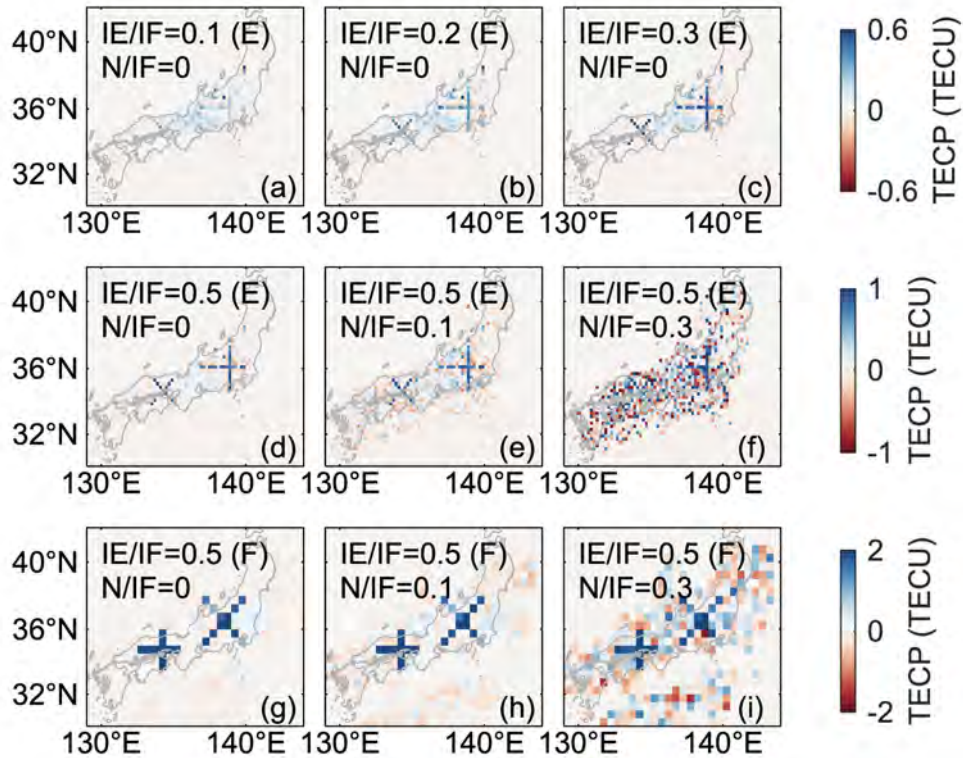 40°N
36°N
32°N
IE/IF=0.1 (E)
N/IF=0
(a)
IE/IF=0.2 (E)
N/IF=0
(b)
IE/IF=0.3 (E)
N/IF=0
(c)
130°E 140°E 130°E 140°E 130°E 140°E
0.6
0
-0.6
TECP (TECU)
40°N
36°N
32°N
IE/IF=0.5 (E)
N/IF=0
(d)
IE/IF=0.5 (E)
N/IF=0.1
(e)
IE/IF=0.5 (E)
N/IF=0.3
(f)
130°E 140°E 130°E 140°E 130°E 140°E
1
0
-1
TECP (TECU)
40°N
36°N
32°N
IE/IF=0.5 (F)
N/IF=0
(g)
IE/IF=0.5 (F)
N/IF=0.1
(h)
IE/IF=0.5 (F)
N/IF=0.3
(i)
130°E 140°E 130°E 140°E 130°E 140°E
2
0
-2
TECP (TECU)